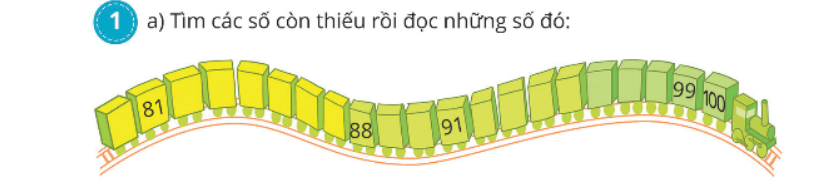 1 a) Tìm các số còn thiếu rồi đọc những số đó:
81 88 91 99 100